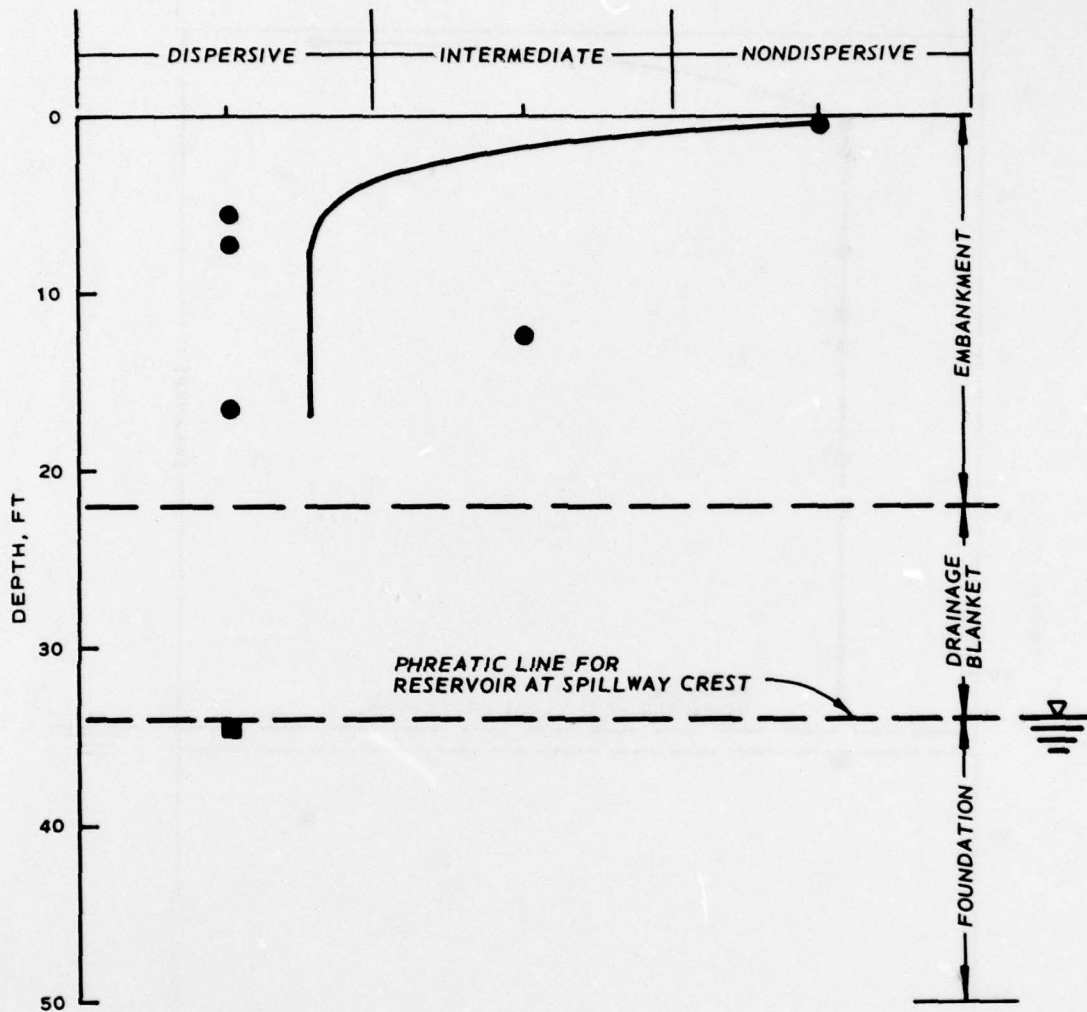 DISPERSIVE INTERMEDIATE NONDISPERSIVE
0
10
20
30
40
50
DEPTH, FT
EMBANKMENT
DRAINAGE
BLANKET
FOUNDATION
PHREATIC LINE FOR
RESERVOIR AT SPILLWAY CREST